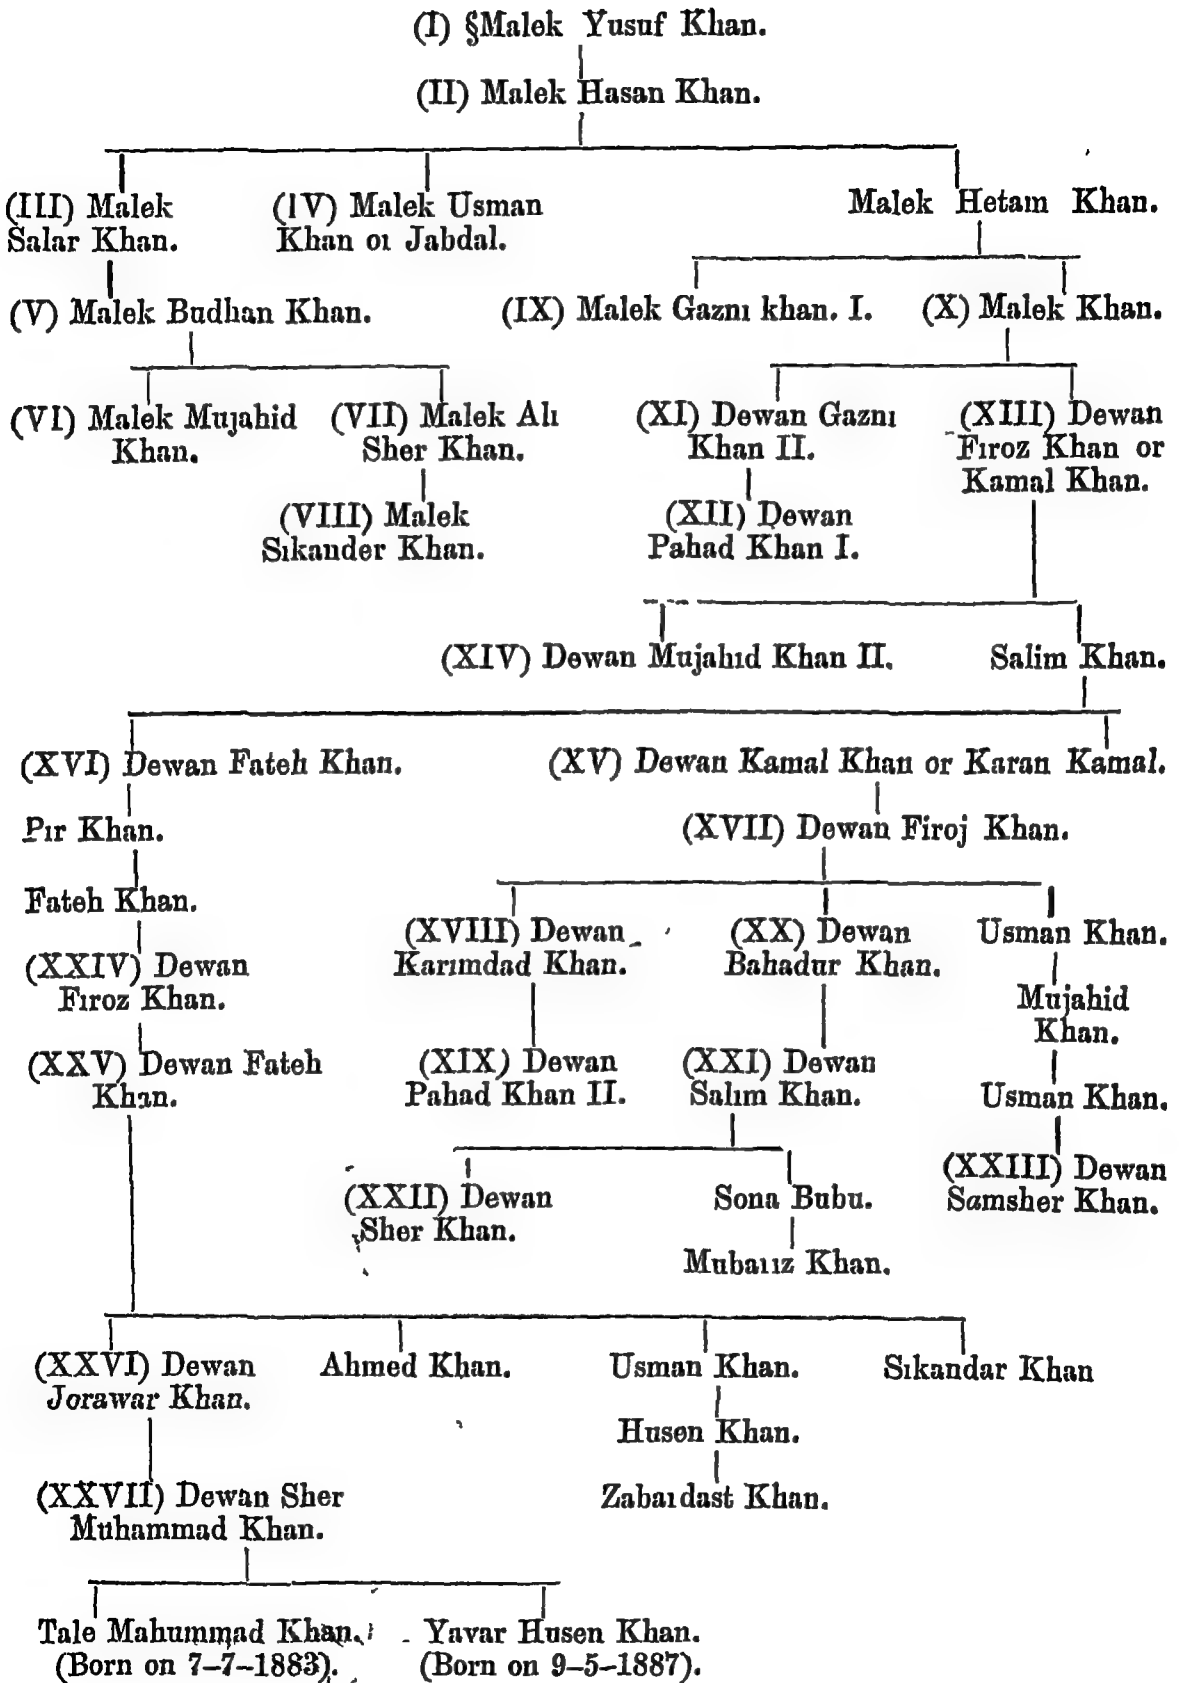 (I) §Malek Yusuf Khan.
(II) Malek Hasan Khan.
(III) Malek
Salar Khan.
(IV) Malek Usman
Khan or Jabdal.
Malek Hetam Khan.
(V) Malek Budhan Khan.
(IX) Malek Gazni khan. I.
(X) Malek Khan.
(VI) Malek Mujahid
Khan.
(VII) Malek Ali
Sher Khan.
(XI) Dewan Gazni
Khan II.
(XIII) Dewan
Firoz Khan or
Kamal Khan.
(VIII) Malek
Sikander Khan.
(XII) Dewan
Pahad Khan I.
(XIV) Dewan Mujahid Khan II.
Salim Khan.
(XVI) Dewan Fateh Khan.
(XV) Dewan Kamal Khan or Karan Kamal.
Pir Khan.
(XVII) Dewan Firoj Khan.
Fateh Khan.
(XVIII) Dewan
Karimdad Khan.
(XX) Dewan
Bahadur Khan.
Usman Khan.
(XXIV) Dewan
Firoz Khan.
Mujahid
Khan.
(XXV) Dewan Fateh
Khan.
(XIX) Dewan
Pahad Khan II.
(XXI) Dewan
Salim Khan.
Usman Khan.
(XXII) Dewan
Sher Khan.
Sona Bubu.
(XXIII) Dewan
Samsher Khan.
Mubariz Khan.
(XXVI) Dewan
Jorawar Khan.
Ahmed Khan.
Usman Khan.
Sikandar Khan
Husen Khan.
(XXVII) Dewan Sher
Muhammad Khan.
Zabardast Khan.
Tale Mahummad Khan.
(Born on 7-7-1883).
Yavar Husen Khan.
(Born on 9-5-1887).